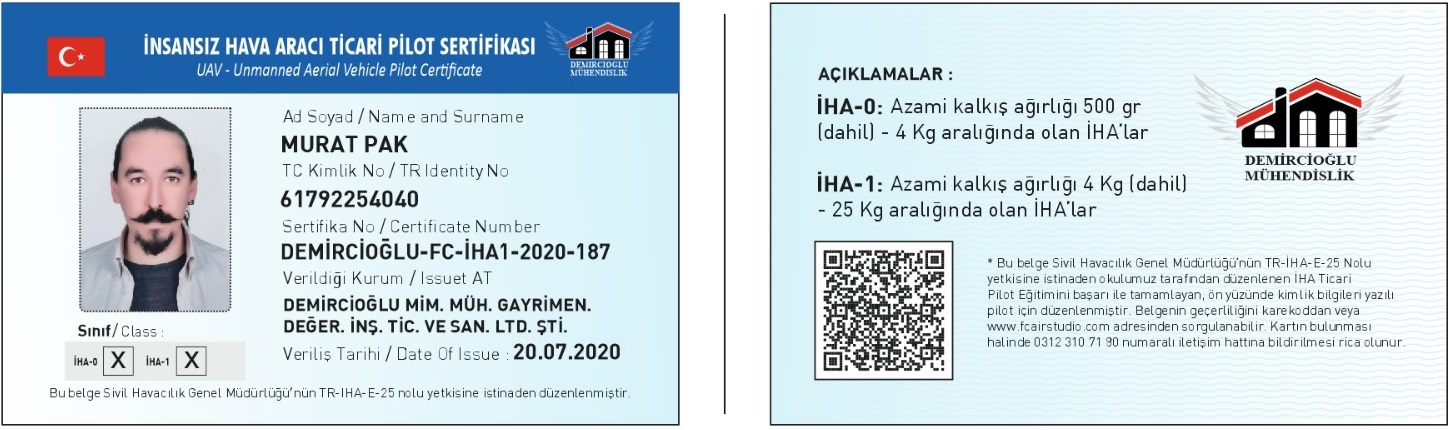 İNSANSIZ HAVA ARACI TİCARİ PİLOT SERTİFİKASI
UAV - Unmanned Aerial Vehicle Pilot Certificate
DEMIRCIOGLU
MÜHENDISLIK
Ad Soyad / Name and Surname
MURAT PAK
TC Kimlik No / TR Identity No
61792254040
Sertifika No / Certificate Number
DEMİRCİOĞLU-FC-İHA1-2020-187
Verildiği Kurum / Issuet AT
DEMİRCİOĞLU MİM. MÜH. GAYRİMEN.
DEĞER. İNŞ. TİC. VE SAN. LTD. ŞTİ.
Veriliş Tarihi / Date Of Issue : 20.07.2020
Sınıf/ Class :
İHA-0 X İHA-1 X
Bu belge Sivil Havacılık Genel Müdürlüğü'nün TR-IHA-E-25 nolu yetkisine istinaden düzenlenmiştir.
AÇIKLAMALAR :
İHA-0: Azami kalkış ağırlığı 500 gr
(dahil) - 4 Kg aralığında olan İHA'lar
İHA-1: Azami kalkış ağırlığı 4 Kg (dahil)
- 25 Kg aralığında olan İHA'lar
DEMİRCİOĞLU
MÜHENDİSLİK
* Bu belge Sivil Havacılık Genel Müdürlüğü'nün TR-İHA-E-25 Nolu
yetkisine istinaden okulumuz tarafından düzenlenen İHA Ticari
Pilot Eğitimini başarı ile tamamlayan, ön yüzünde kimlik bilgileri yazılı
pilot için düzenlenmiştir. Belgenin geçerliliğini karekoddan veya
www.fcairstudio.com adresinden sorgulanabilir. Kartın bulunması
halinde 0312 310 71 90 numaralı iletişim hattına bildirilmesi rica olunur.